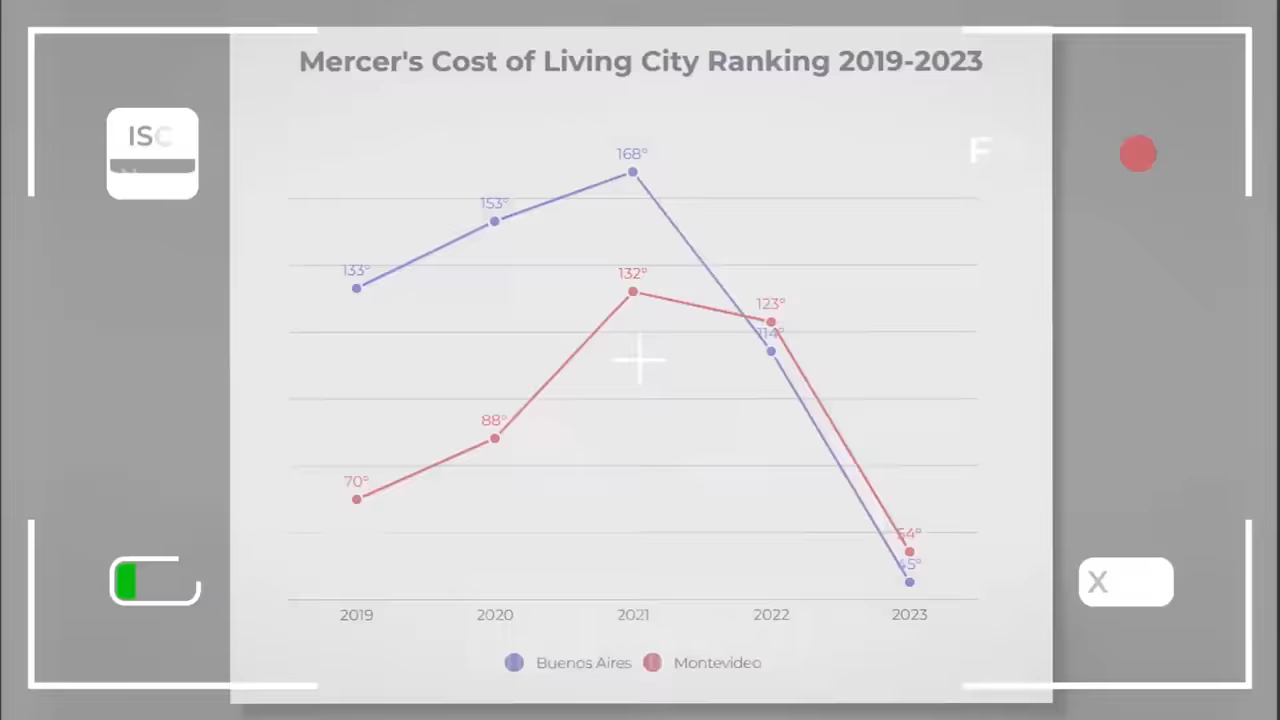 Mercer's Cost of Living City Ranking 2019-2023
ISC
F
168°
153°
133°
132°
123°
114°
88°
70°
54°
45°
2019 2020 2021 2022 2023
Buenos Aires Montevideo
X